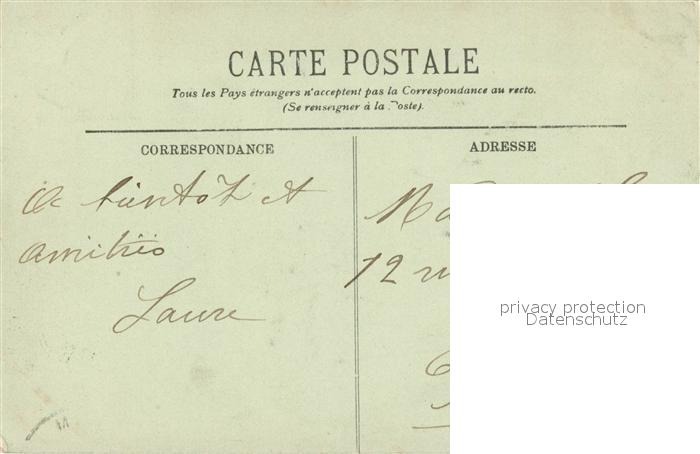 CARTE POSTALE
Tous les Pays étrangers n'acceptent pas la Correspondance au recto.
(Se renseigner à la Poste).
CORRESPONDANCE
ADRESSE
A bientôt et
amitiés
Laure
12
privacy protection
Datenschutz